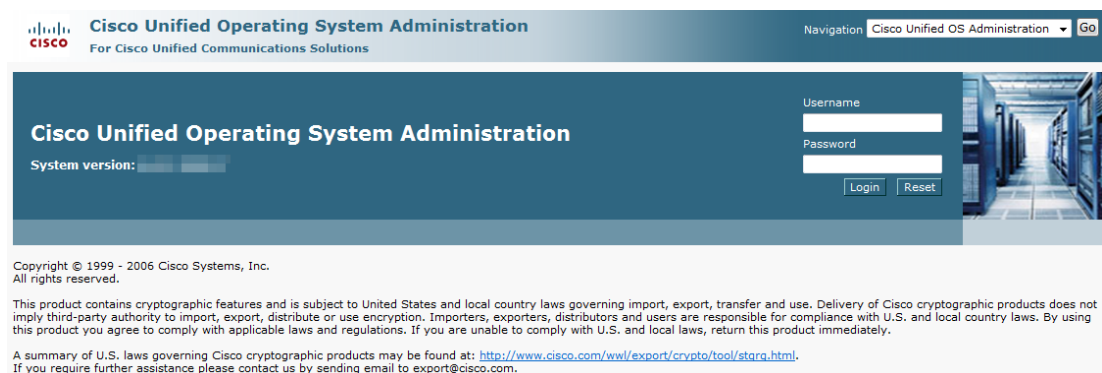 CISCO
Cisco Unified Operating System Administration
For Cisco Unified Communications Solutions
Navigation Cisco Unified OS Administration Go
Cisco Unified Operating System Administration
System version:
Username
Password
Login Reset
Copyright © 1999 - 2006 Cisco Systems, Inc.
All rights reserved.
This product contains cryptographic features and is subject to United States and local country laws governing import, export, transfer and use. Delivery of Cisco cryptographic products does not
imply third-party authority to import, export, distribute or use encryption. Importers, exporters, distributors and users are responsible for compliance with U.S. and local country laws. By using
this product you agree to comply with applicable laws and regulations. If you are unable to comply with U.S. and local laws, return this product immediately.
A summary of U.S. laws governing Cisco cryptographic products may be found at: http://www.cisco.com/wwl/export/crypto/tool/stqrg.html.
If you require further assistance please contact us by sending email to export@cisco.com.